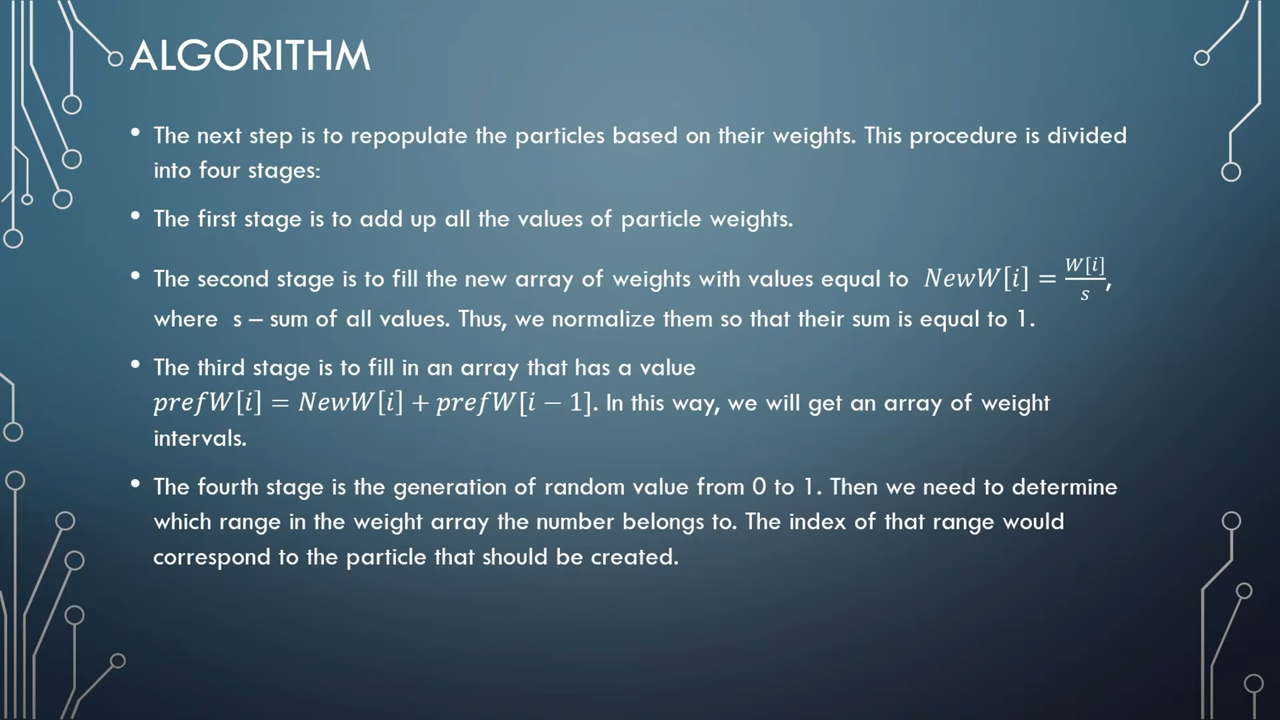 ALGORITHM
• The next step is to repopulate the particles based on their weights. This procedure is divided
into four stages:
• The first stage is to add up all the values of particle weights.
• The second stage is to fill the new array of weights with values equal to NewW[i] = W[i]/s,
where s – sum of all values. Thus, we normalize them so that their sum is equal to 1.
• The third stage is to fill in an array that has a value
prefW[i] = NewW[i] + prefW[i − 1]. In this way, we will get an array of weight
intervals.
• The fourth stage is the generation of random value from 0 to 1. Then we need to determine
which range in the weight array the number belongs to. The index of that range would
correspond to the particle that should be created.